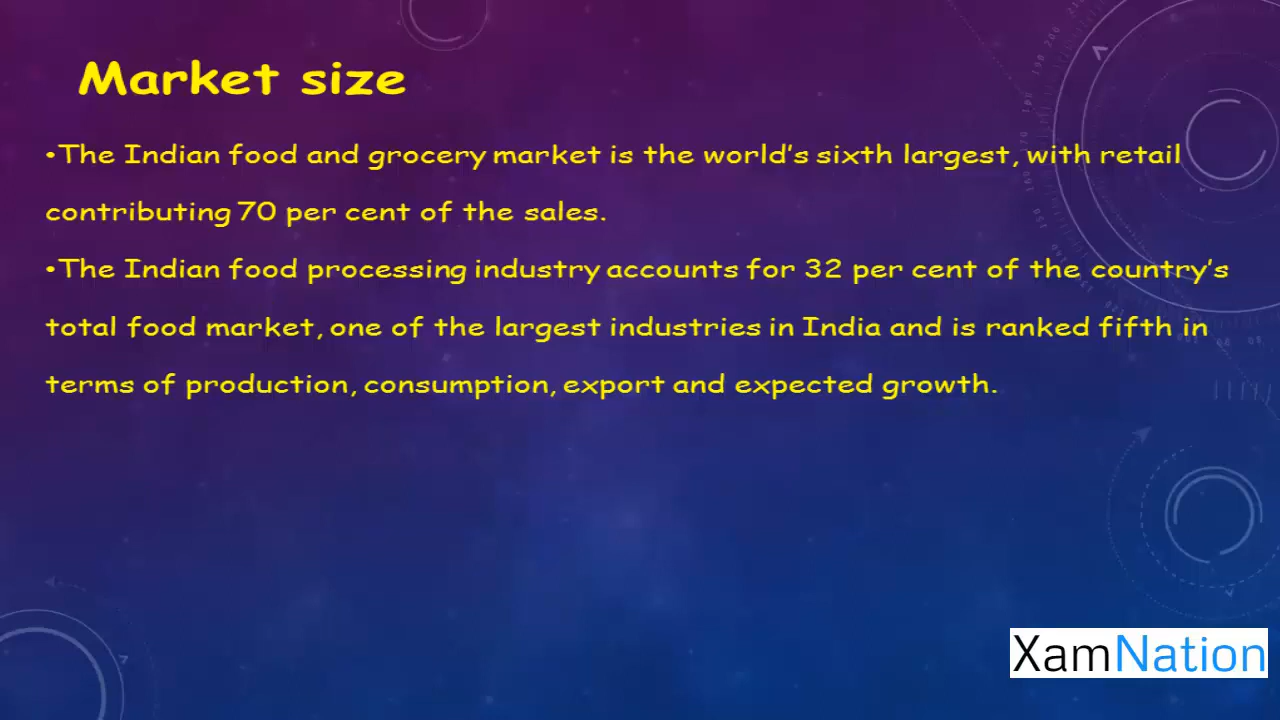 Market size
•The Indian food and grocery market is the world's sixth largest, with retail
contributing 70 per cent of the sales.
•The Indian food processing industry accounts for 32 per cent of the country's
total food market, one of the largest industries in India and is ranked fifth in
terms of production, consumption, export and expected growth.
XamNation